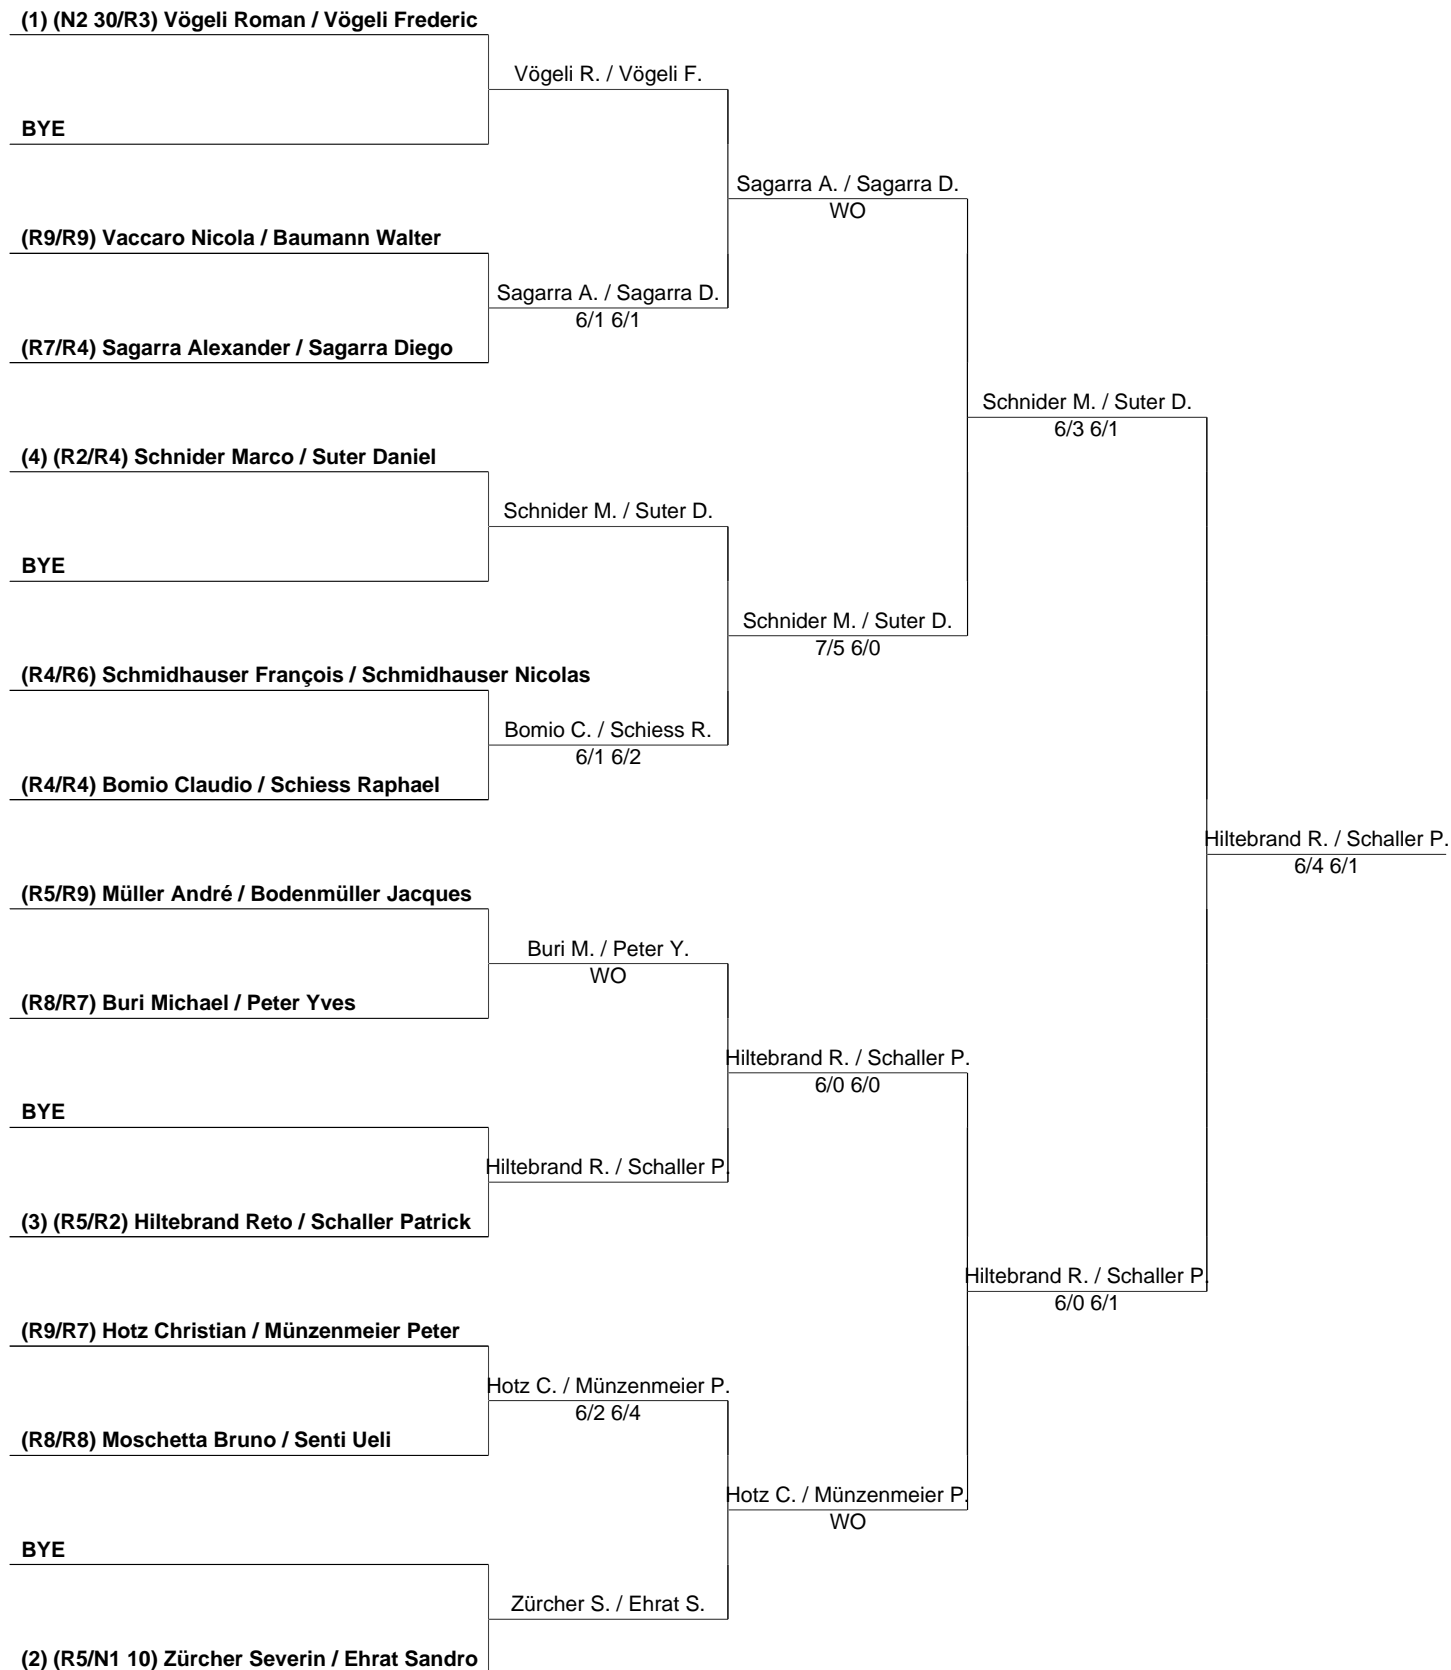 (1) (N2 30/R3) Vögeli Roman / Vögeli Frederic
Vögeli R. / Vögeli F.
BYE
Sagarra A. / Sagarra D.
WO
(R9/R9) Vaccaro Nicola / Baumann Walter
Sagarra A. / Sagarra D.
6/1 6/1
(R7/R4) Sagarra Alexander / Sagarra Diego
Schnider M. / Suter D.
6/3 6/1
(4) (R2/R4) Schnider Marco / Suter Daniel
Schnider M. / Suter D.
BYE
Schnider M. / Suter D.
7/5 6/0
(R4/R6) Schmidhauser François / Schmidhauser Nicolas
Bomio C. / Schiess R.
6/1 6/2
(R4/R4) Bomio Claudio / Schiess Raphael
Hiltebrand R. / Schaller P.
6/4 6/1
(R5/R9) Müller André / Bodenmüller Jacques
Buri M. / Peter Y.
WO
(R8/R7) Buri Michael / Peter Yves
Hiltebrand R. / Schaller P.
6/0 6/0
BYE
Hiltebrand R. / Schaller P.
(3) (R5/R2) Hiltebrand Reto / Schaller Patrick
Hiltebrand R. / Schaller P.
6/0 6/1
(R9/R7) Hotz Christian / Münzenmeier Peter
Hotz C. / Münzenmeier P.
6/2 6/4
(R8/R8) Moschetta Bruno / Senti Ueli
Hotz C. / Münzenmeier P.
WO
BYE
Zürcher S. / Ehrat S.
(2) (R5/N1 10) Zürcher Severin / Ehrat Sandro